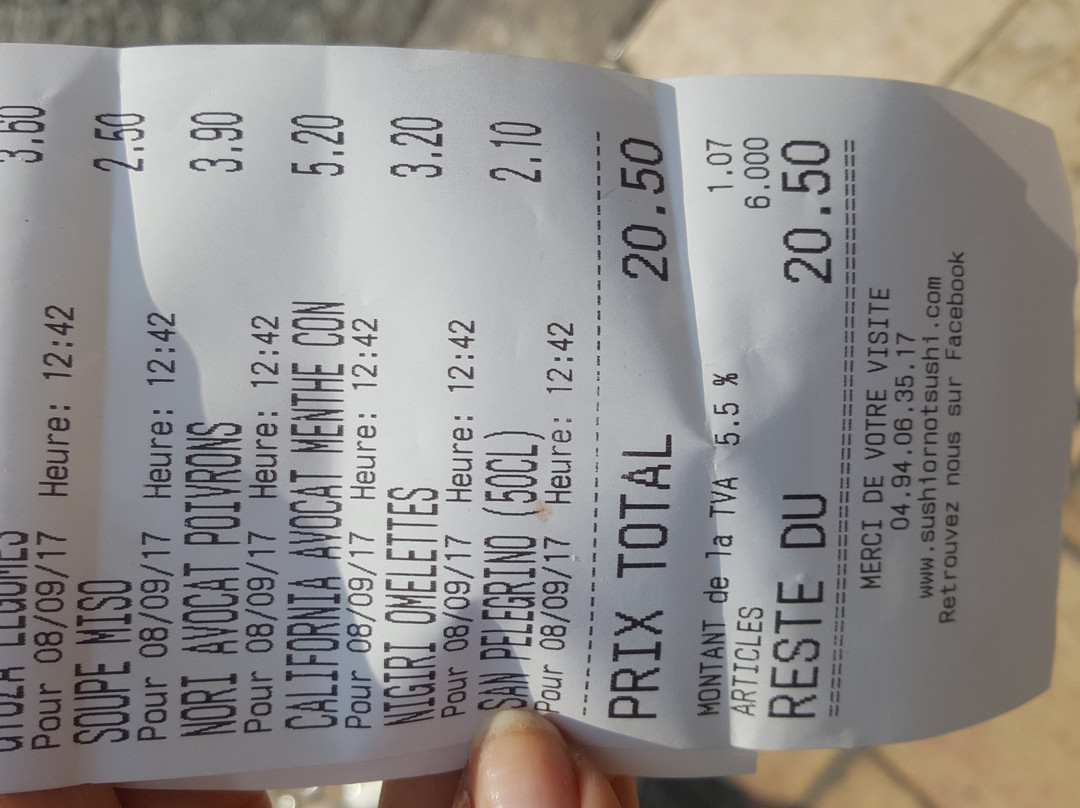 GYOZA LEGUMES 3.60
Pour 08/09/17 Heure: 12:42
SOUPE MISO 2.50
Pour 08/09/17 Heure: 12:42
NORI AVOCAT POIVRONS 3.90
Pour 08/09/17 Heure: 12:42
CALIFORNIA AVOCAT MENTHE CON 5.20
Pour 08/09/17 Heure: 12:42
NIGIRI OMELETTES 3.20
Pour 08/09/17 Heure: 12:42
SAN PELEGRINO (50CL) 2.10
Pour 08/09/17 Heure: 12:42
PRIX TOTAL 20.50
MONTANT de la TVA 5.5 % 1.07
ARTICLES 6.000
RESTE DU 20.50
MERCI DE VOTRE VISITE
04.94.06.35.17
www.sushiornotsushi.com
Retrouvez nous sur Facebook